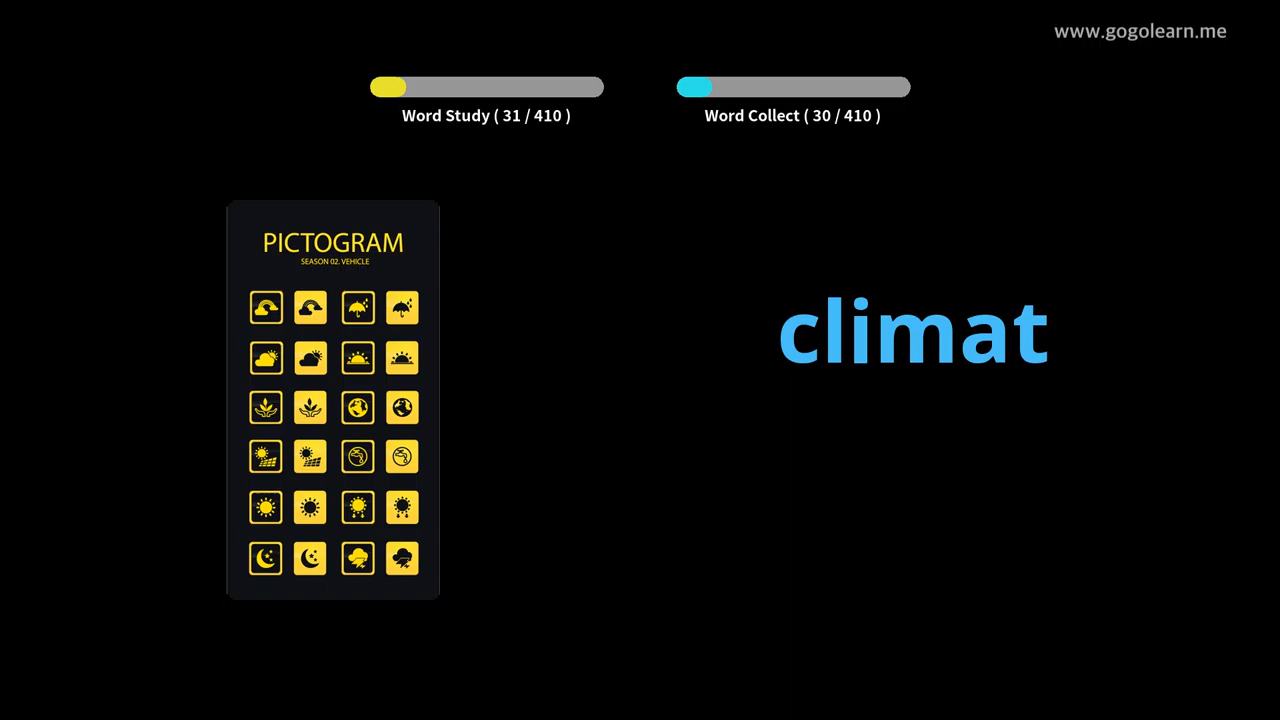 www.gogolearn.me
Word Study ( 31 / 410 )
Word Collect ( 30 / 410 )
PICTOGRAM
SEASON 02. VEHICLE
climat